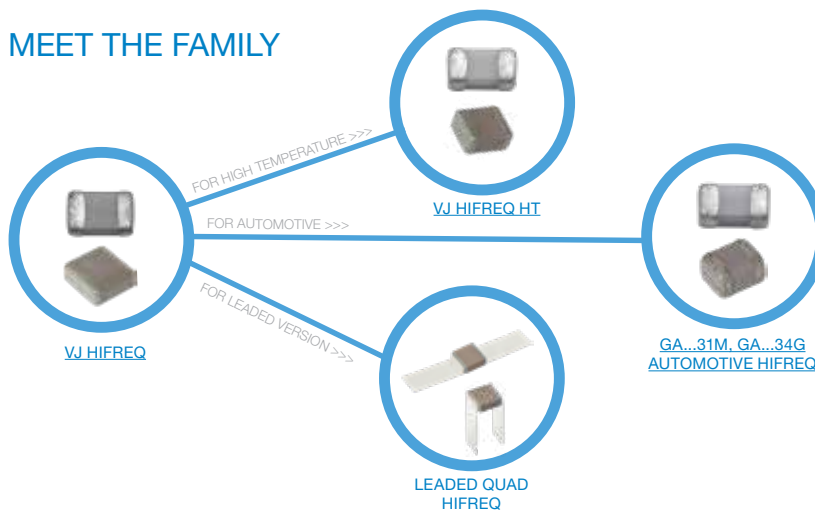 MEET THE FAMILY
FOR HIGH TEMPERATURE >>>
VJ HIFREQ HT
FOR AUTOMOTIVE >>>
FOR LEADED VERSION >>>
VJ HIFREQ
GA...31M, GA...34G
AUTOMOTIVE HIFREQ
LEADED QUAD
HIFREQ